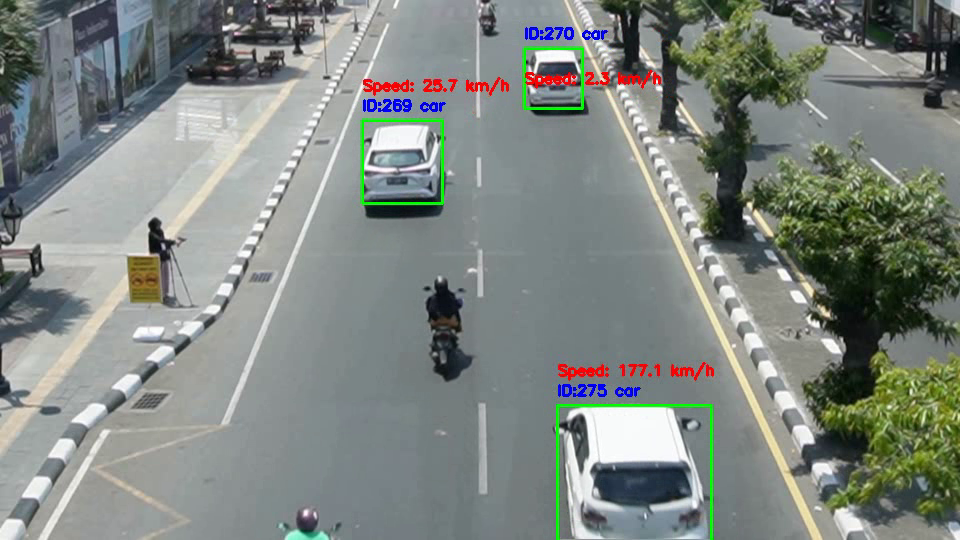 ID:270 car
Speed: 2.3 km/h
Speed: 25.7 km/h
ID:269 car
Speed: 177.1 km/h
ID:275 car